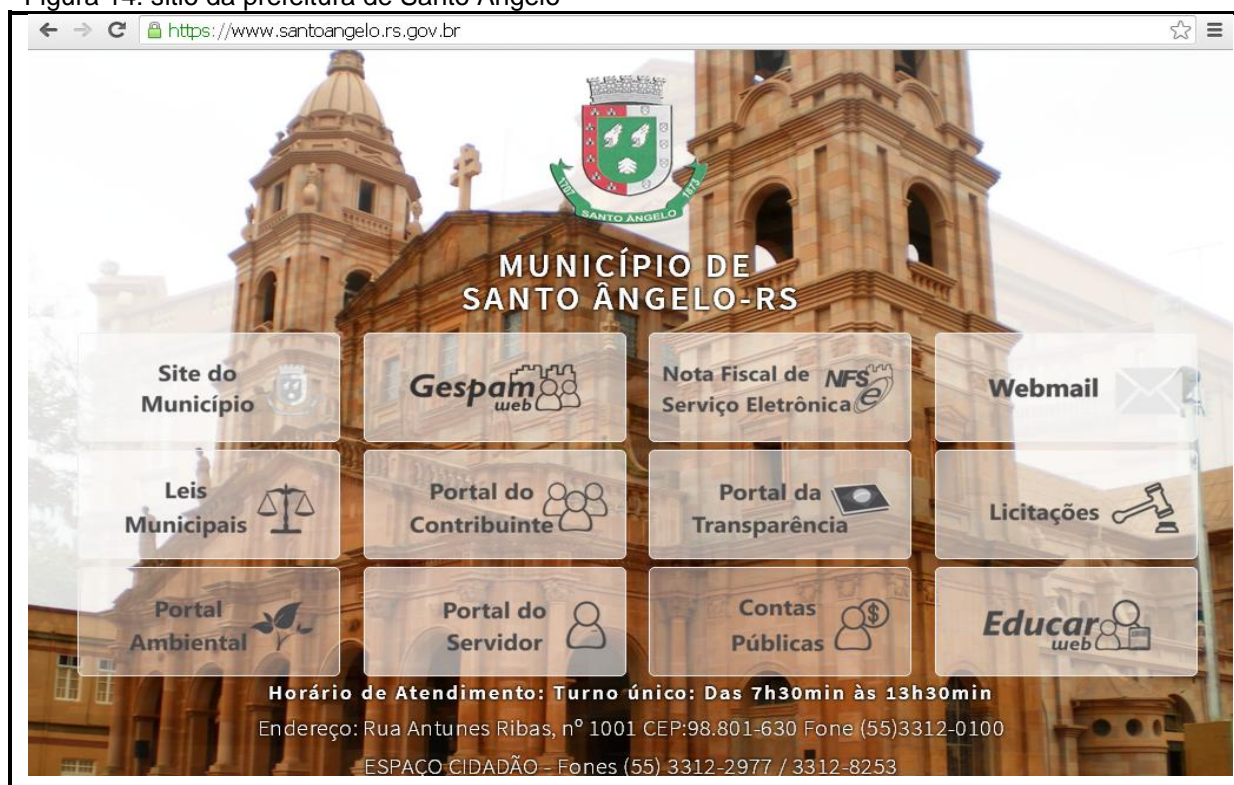 Figura 14: sítio da prefeitura de Santo Ângelo
https://www.santoangelo.rs.gov.br
1707 SANTO ÂNGELO 1873
MUNICÍPIO DE
SANTO ÂNGELO-RS
Site do
Município
Gespam
web
Nota Fiscal de
Serviço Eletrônica
NFS
e
Webmail
Leis
Municipais
Portal do
Contribuinte
Portal da
Transparência
Licitações
Portal
Ambiental
Portal do
Servidor
Contas
Públicas
$
Educar
web
Horário de Atendimento: Turno único: Das 7h30min às 13h30min
Endereço: Rua Antunes Ribas, nº 1001 CEP:98.801-630 Fone (55)3312-0100
ESPAÇO CIDADÃO - Fones (55) 3312-2977 / 3312-8253